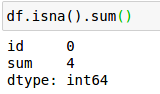 df.isna().sum()
id     0
sum    4
dtype: int64